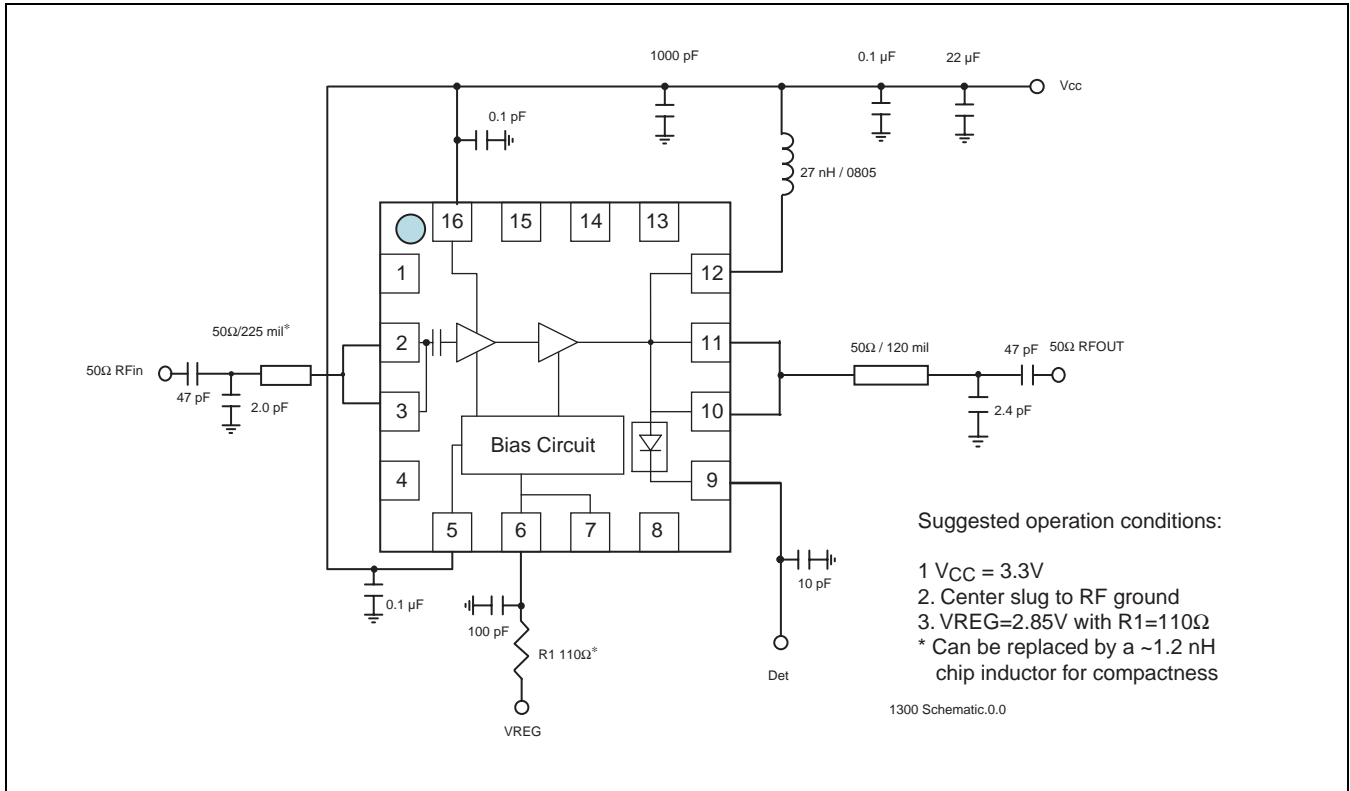 1000 pF
0.1 µF
22 µF
Vcc
0.1 pF
27 nH / 0805
16
15
14
13
1
12
50Ω/225 mil*
2
11
50Ω / 120 mil
47 pF
50Ω RFOUT
50Ω RFin
47 pF
2.0 pF
3
10
2.4 pF
Bias Circuit
4
9
5
6
7
8
Suggested operation conditions:
1 VCC = 3.3V
2. Center slug to RF ground
3. VREG=2.85V with R1=110Ω
* Can be replaced by a ~1.2 nH
chip inductor for compactness
0.1 µF
100 pF
10 pF
R1 110Ω*
Det
VREG
1300 Schematic.0.0